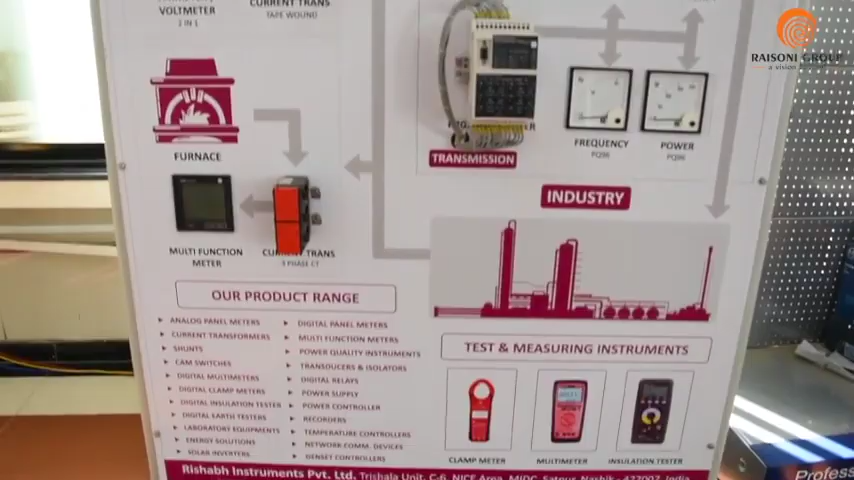 VOLTMETER
1 IN 1
CURRENT TRANS
TAPE WOUND
RAISONI GROUP
a vision
FURNACE
TRANSMISSION
FREQUENCY
PQ96
POWER
PQ96
INDUSTRY
MULTI FUNCTION
METER
CURRENT TRANS
3 PHASE CT
OUR PRODUCT RANGE
ANALOG PANEL METERS
CURRENT TRANSFORMERS
SHUNTS
CAM SWITCHES
DIGITAL MULTIMETERS
DIGITAL CLAMP METERS
DIGITAL INSULATION TESTER
DIGITAL EARTH TESTERS
LABORATORY EQUIPMENTS
ENERGY SOLUTIONS
SOLAR INVERTERS
DIGITAL PANEL METERS
MULTI FUNCTION METERS
POWER QUALITY INSTRUMENTS
TRANSDUCERS & ISOLATORS
DIGITAL RELAYS
POWER SUPPLY
POWER CONTROLLER
RECORDERS
TEMPERATURE CONTROLLERS
NETWORK COMM. DEVICES
GENSET CONTROLLERS
TEST & MEASURING INSTRUMENTS
CLAMP METER
MULTIMETER
INSULATION TESTER
Rishabh Instruments Pvt. Ltd. Trishala Unit, C-6, NICE Area, MIDC, Satpur, Nashik - 422007, India
Profess